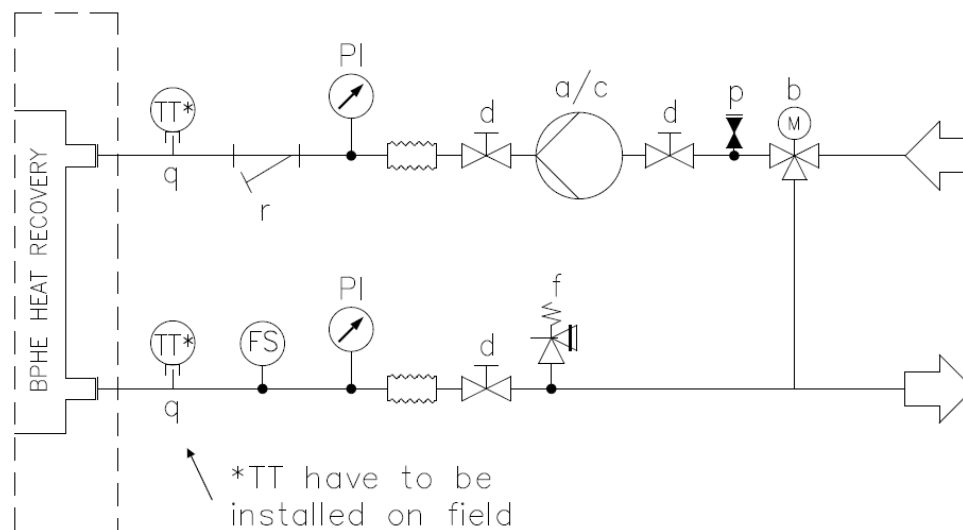 PI
a/c
p
b
TT*
d
d
M
q
r
BPHE HEAT RECOVERY
PI
f
TT*
FS
d
q
*TT have to be
installed on field